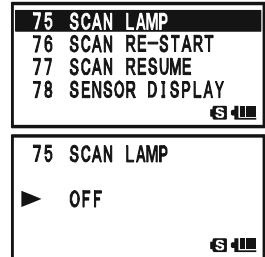 75 SCAN LAMP
76 SCAN RE-START
77 SCAN RESUME
78 SENSOR DISPLAY
S
75 SCAN LAMP
OFF
S